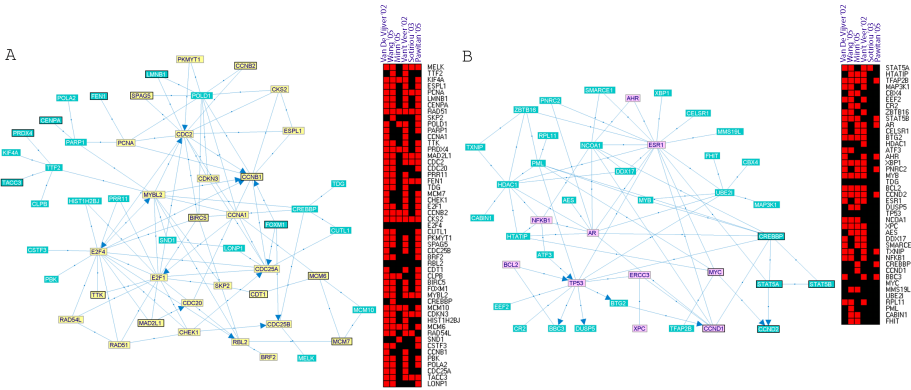 A
PKMYT1
CCNB2
LMNB1
CKS2
POLA2
FEN1
SPAG5
POLD1
CENPA
PRDX4
PARP1
PCNA
CDC2
ESPL1
KIF4A
TTF2
TACC3
CDKN3
CCNB1
TDG
MYBL2
CLPB
HIST1H2BJ
PRR11
CREBBP
BIRC5
CCNA1
FOXM1
CUTL1
SND1
LONP1
CSTF3
E2F4
CDC25A
PBK
E2F1
MCM6
SKP2
CDT1
TTK
CDC20
MCM10
RAD54L
MAD2L1
CHEK1
CDC25B
RAD51
RBL2
MCM7
BRF2
MELK
Van De Vijver'02
Wang '05
Minn '05
Van't Veer '02
Sotiriou '03
Pawitan '05
MELK
TTF2
KIF4A
ESPL1
PCNA
LMNB1
CENPA
RAD51
SKP2
POLD1
PARP1
CCNA1
TTK
PRDX4
MAD2L1
CDC2
CDC20
PRR11
FEN1
TDG
MCM7
CHEK1
E2F1
CCNB2
CKS2
E2F4
CUTL1
PKMYT1
SPAG5
CDC25B
BRF2
RBL2
CDT1
CLPB
BIRC5
FOXM1
MYBL2
CREBBP
MCM10
CDKN3
HIST1H2BJ
MCM6
RAD54L
SND1
CSTF3
CCNB1
PBK
POLA2
CDC25A
TACC3
LONP1
B
SMARCE1
PNRC2
AHR
XBP1
ZBTB16
CELSR1
RPL11
MMS19L
TXNIP
NCOA1
ESR1
PML
FHIT
CBX4
DDX17
HDAC1
UBE2I
AES
MYB
MAP3K1
CABIN1
NFKB1
HTATIP
AR
CREBBP
ATF3
BCL2
ERCC3
MYC
TP53
STAT5A
STAT5B
EEF2
BTG2
CR2
BBC3
DUSP5
XPC
TFAP2B
CCND1
CCND2
Van De Vijver'02
Wang '05
Minn '05
Van't Veer '02
Sotiriou '03
Pawitan '05
STAT5A
HTATIP
TFAP2B
MAP3K1
CBX4
EEF2
CR2
ZBTB16
STAT5B
AR
CELSR1
BTG2
HDAC1
ATF3
AHR
XBP1
PNRC2
MYB
TDG
BCL2
CCND2
ESR1
DUSP5
TP53
NCOA1
XPC
AES
DDX17
SMARCE1
TXNIP
NFKB1
CREBBP
CCND1
BBC3
MYC
MMS19L
UBE2I
RPL11
PML
CABIN1
FHIT